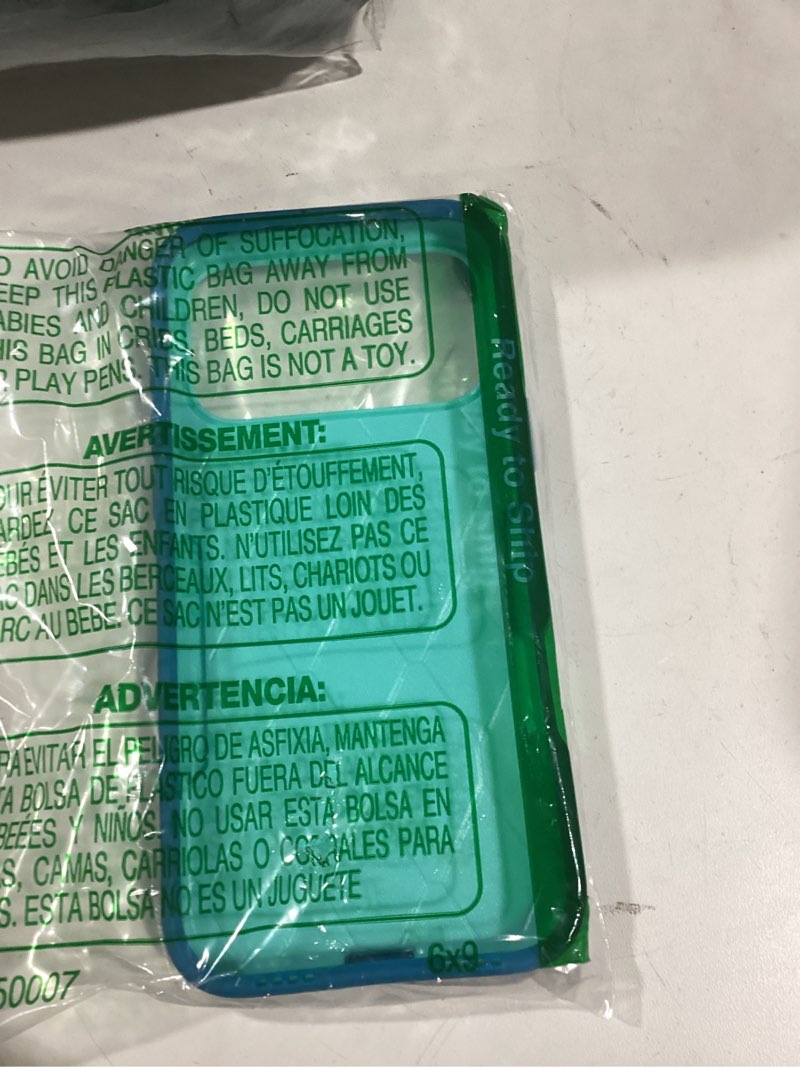 AVOID DANGER OF SUFFOCATION,
EEP THIS PLASTIC BAG AWAY FROM
ABIES AND CHILDREN, DO NOT USE
HIS BAG IN CRIBS, BEDS, CARRIAGES
PLAY PENS. THIS BAG IS NOT A TOY.
AVERTISSEMENT:
OUR ÉVITER TOUT RISQUE D'ÉTOUFFEMENT,
ARDEZ CE SAC EN PLASTIQUE LOIN DES
ÉBÉS ET LES ENFANTS. N'UTILISEZ PAS CE
C DANS LES BERCEAUX, LITS, CHARIOTS OU
RC AU BEBE. CE SAC N'EST PAS UN JOUET.
ADVERTENCIA:
RA EVITAR EL PELIGRO DE ASFIXIA, MANTENGA
TA BOLSA DE PLASTICO FUERA DEL ALCANCE
BEÉES Y NIÑOS. NO USAR ESTA BOLSA EN
S, CAMAS, CARRIOLAS O CORRALES PARA
S. ESTA BOLSA NO ES UN JUGUETE
6x9
50007
Ready to Ship